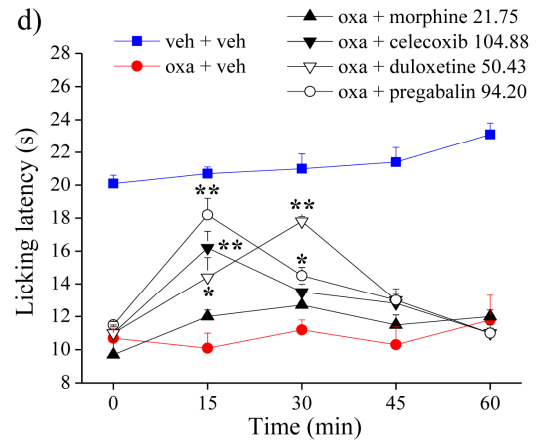 d)
veh + veh
oxa + veh
oxa + morphine 21.75
oxa + celecoxib 104.88
oxa + duloxetine 50.43
oxa + pregabalin 94.20
Licking latency (s)
28
26
24
22
20
18
16
14
12
10
8
**
**
**
*
*
0 15 30 45 60
Time (min)